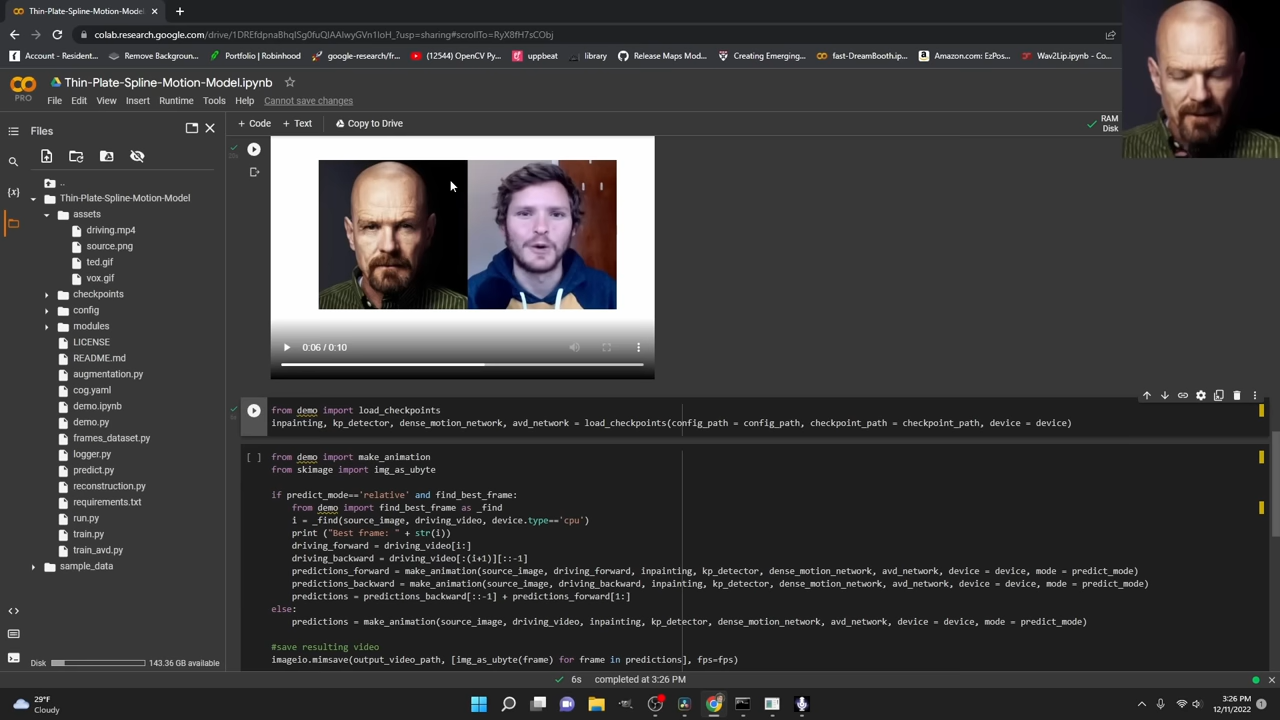 Thin-Plate-Spline-Motion-Model
colab.research.google.com/drive/1DREfdpnaBhqISg0fuQlAAlwyGVn1loH_?usp=sharing#scrollTo=RyX8fH7sCObj
Account - Resident... Remove Background... Portfolio | Robinhood google-research/fr... (12544) OpenCV Py... uppbeat library Release Maps Mod... Creating Emerging... fast-DreamBooth.i... Amazon.com: EzPos... Wav2Lip.ipynb - Co...
Thin-Plate-Spline-Motion-Model.ipynb
PRO
File Edit View Insert Runtime Tools Help Cannot save changes
+ Code + Text Copy to Drive
RAM
Disk
Files
..
Thin-Plate-Spline-Motion-Model
assets
driving.mp4
source.png
ted.gif
vox.gif
checkpoints
config
modules
LICENSE
README.md
augmentation.py
cog.yaml
demo.ipynb
demo.py
frames_dataset.py
logger.py
predict.py
reconstruction.py
requirements.txt
run.py
train.py
train_avd.py
sample_data
Disk 143.36 GB available
0:06 / 0:10
from demo import load_checkpoints
inpainting, kp_detector, dense_motion_network, avd_network = load_checkpoints(config_path = config_path, checkpoint_path = checkpoint_path, device = device)
[ ] from demo import make_animation
from skimage import img_as_ubyte
if predict_mode=='relative' and find_best_frame:
from demo import find_best_frame as _find
i = _find(source_image, driving_video, device.type=='cpu')
print ("Best frame: " + str(i))
driving_forward = driving_video[i:]
driving_backward = driving_video[:(i+1)][::-1]
predictions_forward = make_animation(source_image, driving_forward, inpainting, kp_detector, dense_motion_network, avd_network, device = device, mode = predict_mode)
predictions_backward = make_animation(source_image, driving_backward, inpainting, kp_detector, dense_motion_network, avd_network, device = device, mode = predict_mode)
predictions = predictions_backward[::-1] + predictions_forward[1:]
else:
predictions = make_animation(source_image, driving_video, inpainting, kp_detector, dense_motion_network, avd_network, device = device, mode = predict_mode)
#save resulting video
imageio.mimsave(output_video_path, [img_as_ubyte(frame) for frame in predictions], fps=fps)
6s completed at 3:26 PM
29°F
Cloudy
3:26 PM
12/11/2022